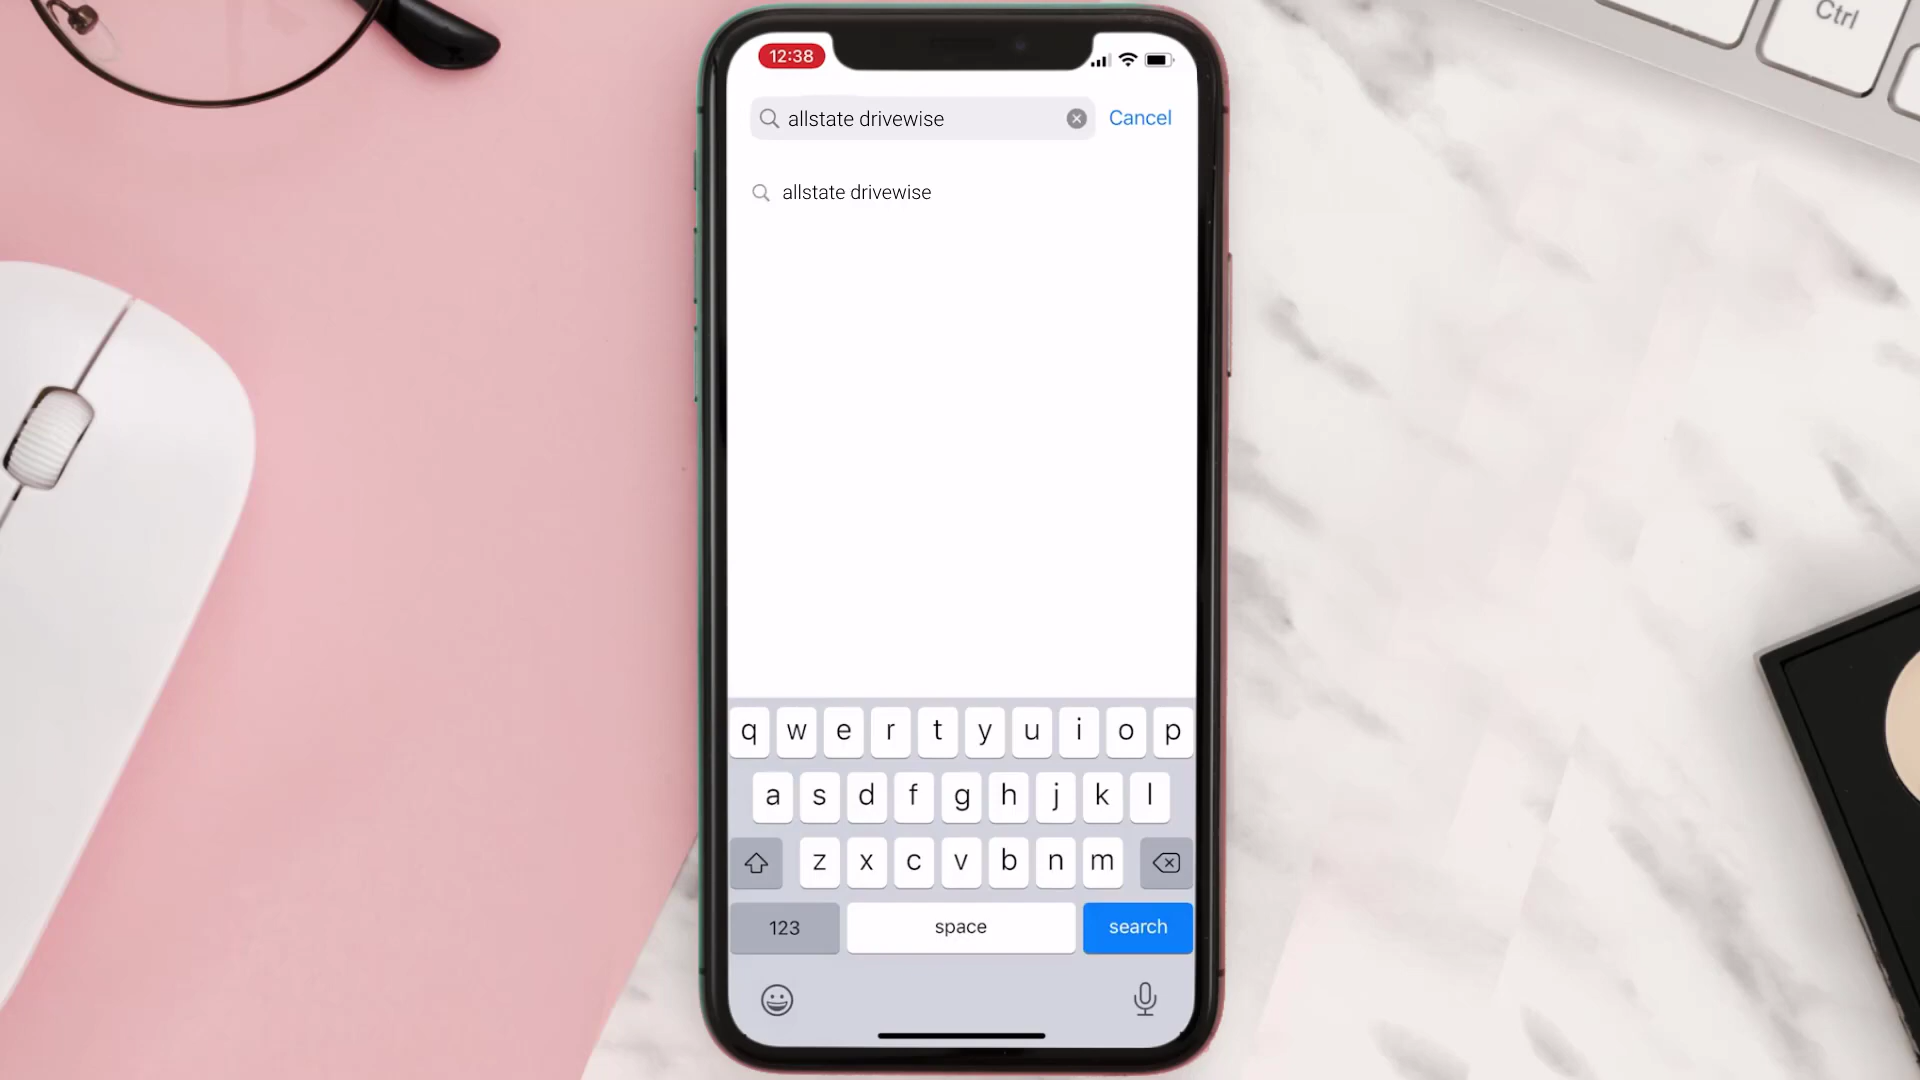 Ctrl
12:38
allstate drivewise
Cancel
allstate drivewise
q w e r t y u i o p
a s d f g h j k l
z x c v b n m
123 space search